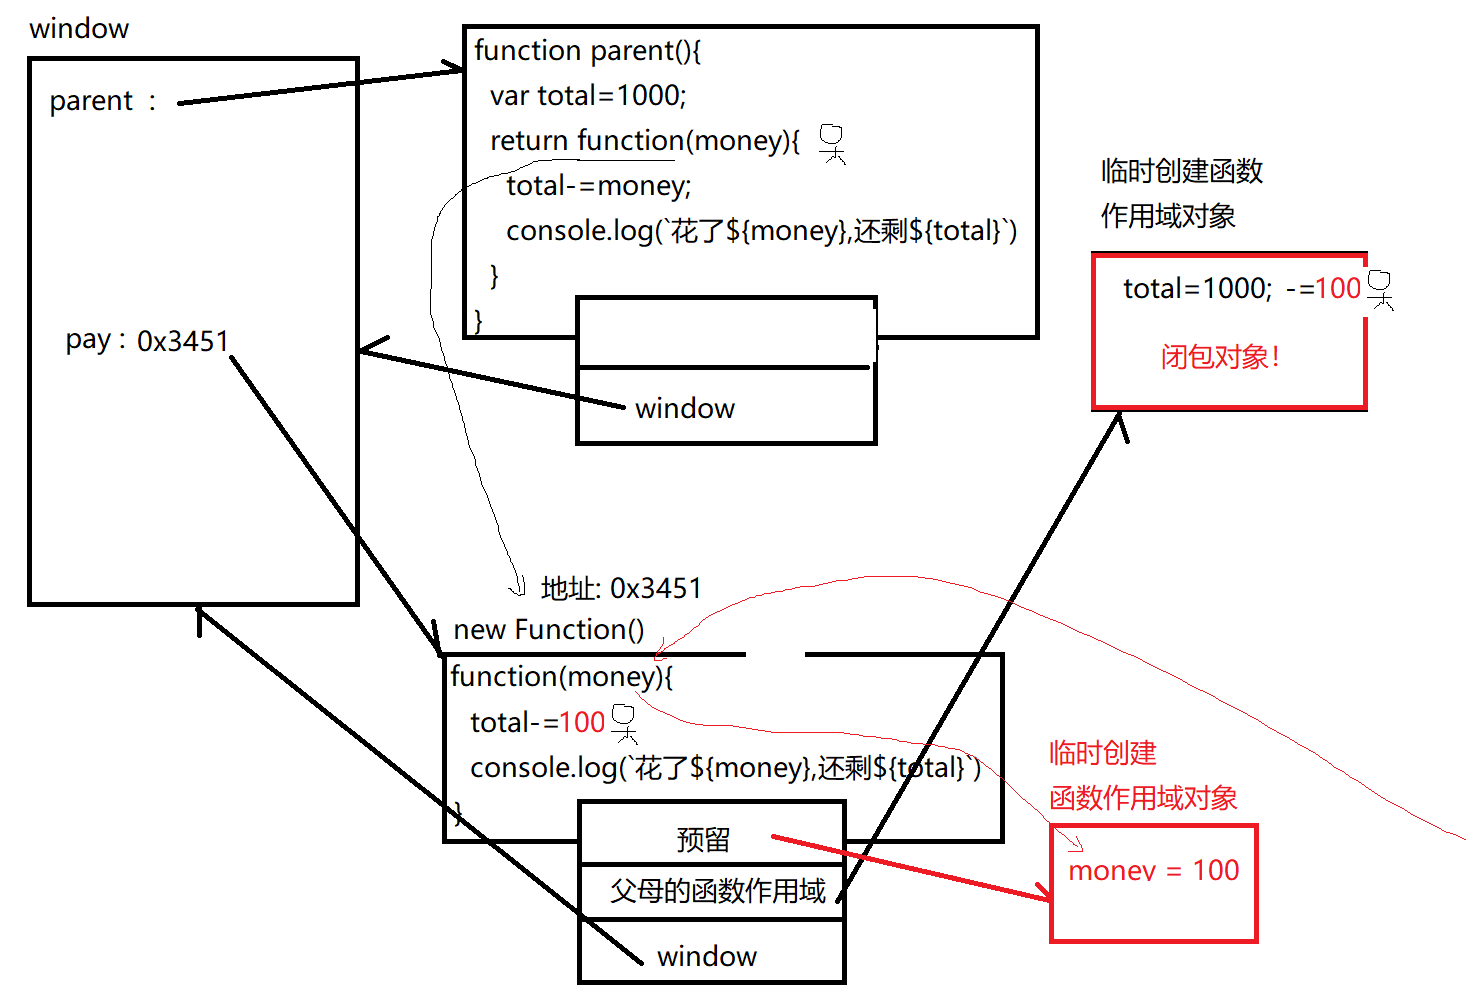 window
parent :
pay : 0x3451
function parent(){
var total=1000;
return function(money){
total-=money;
console.log(`花了${money},还剩${total}`)
}
}
window
临时创建函数
作用域对象
total=1000; -=100
闭包对象!
地址: 0x3451
new Function()
function(money){
total-=100
console.log(`花了${money},还剩${total}`)
}
预留
父母的函数作用域
window
临时创建
函数作用域对象
money = 100